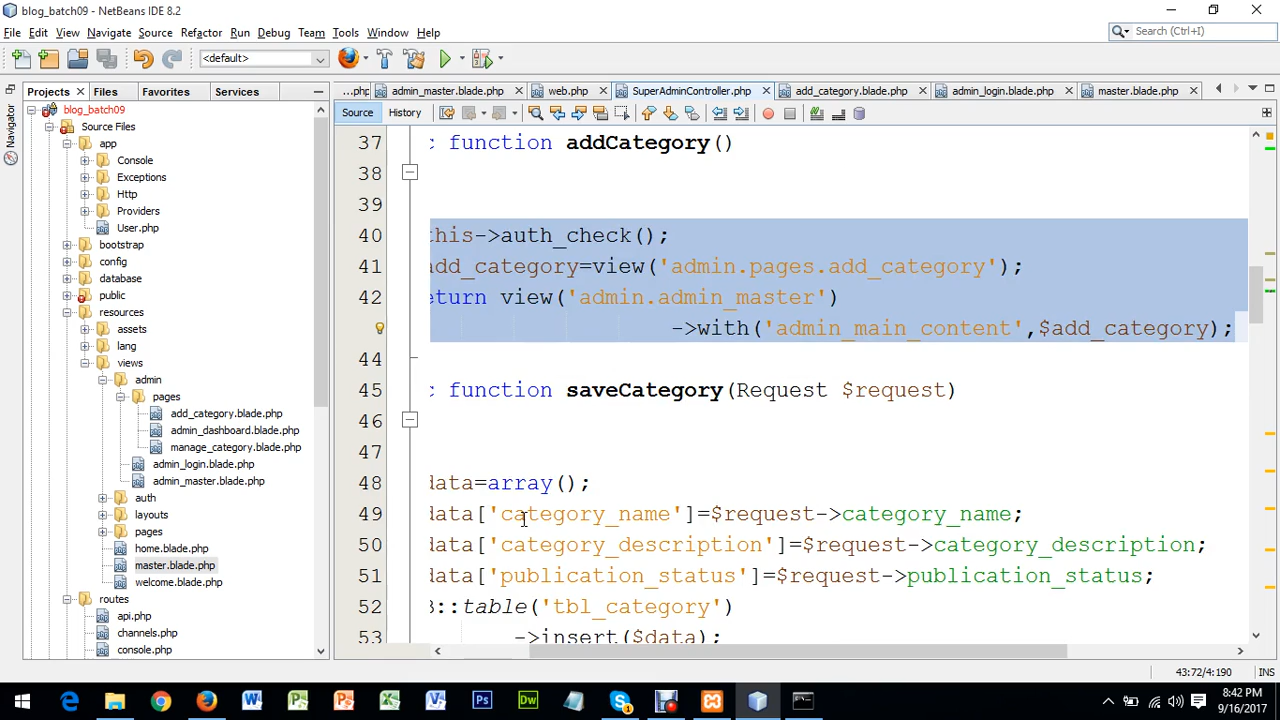 blog_batch09 - NetBeans IDE 8.2
File Edit View Navigate Source Refactor Run Debug Team Tools Window Help
Search (Ctrl+I)
<default>
Projects Files Favorites Services
...php admin_master.blade.php web.php SuperAdminController.php add_category.blade.php admin_login.blade.php master.blade.php
Source History
Navigator
blog_batch09
Source Files
app
Console
Exceptions
Http
Providers
User.php
bootstrap
config
database
public
resources
assets
lang
views
admin
pages
add_category.blade.php
admin_dashboard.blade.php
manage_category.blade.php
admin_login.blade.php
admin_master.blade.php
auth
layouts
pages
home.blade.php
master.blade.php
welcome.blade.php
routes
api.php
channels.php
console.php
37 c function addCategory()
38
39
40 this->auth_check();
41 add_category=view('admin.pages.add_category');
42 eturn view('admin.admin_master')
->with('admin_main_content',$add_category);
44
45 c function saveCategory(Request $request)
46
47
48 data=array();
49 data['category_name']=$request->category_name;
50 data['category_description']=$request->category_description;
51 data['publication_status']=$request->publication_status;
52 B::table('tbl_category')
53 ->insert($data);
43:72/4:190 INS
8:42 PM
9/16/2017